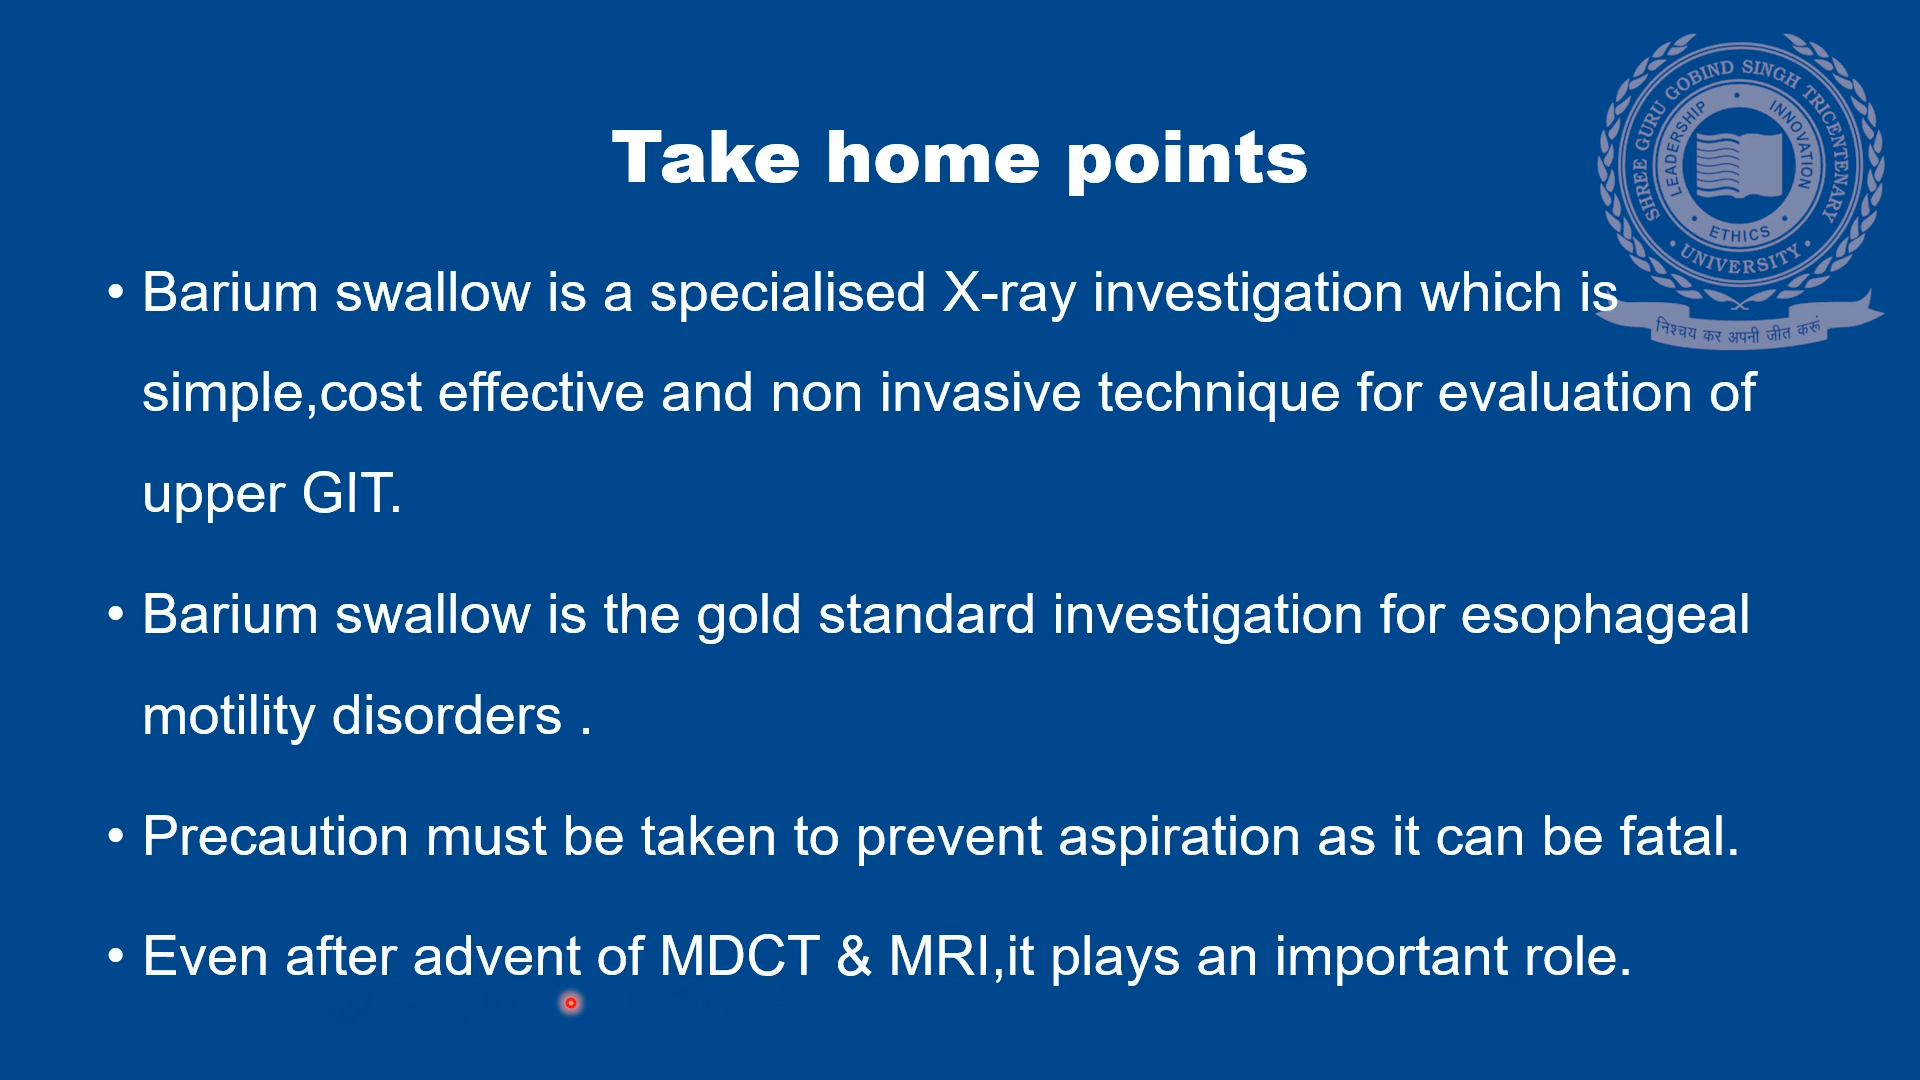 Take home points
SHREE GURU GOBIND SINGH TRICENTENARY
UNIVERSITY
LEADERSHIP
INNOVATION
ETHICS
निश्चय कर अपनी जीत करूं
• Barium swallow is a specialised X-ray investigation which is
simple,cost effective and non invasive technique for evaluation of
upper GIT.
• Barium swallow is the gold standard investigation for esophageal
motility disorders .
• Precaution must be taken to prevent aspiration as it can be fatal.
• Even after advent of MDCT & MRI,it plays an important role.